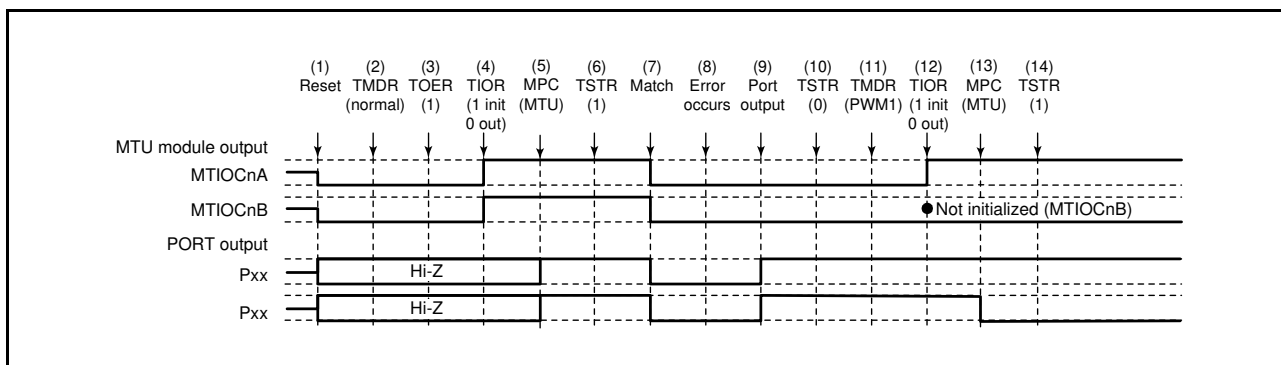 (1) (2) (3) (4) (5) (6) (7) (8) (9) (10) (11) (12) (13) (14)
Reset TMDR TOER TIOR MPC TSTR Match Error Port TSTR TMDR TIOR MPC TSTR
(normal) (1) (1 init (MTU) (1) occurs output (0) (PWM1) (1 init (MTU) (1)
0 out) 0 out)
MTU module output
MTIOCnA
MTIOCnB Not initialized (MTIOCnB)
PORT output
Pxx Hi-Z
Pxx Hi-Z